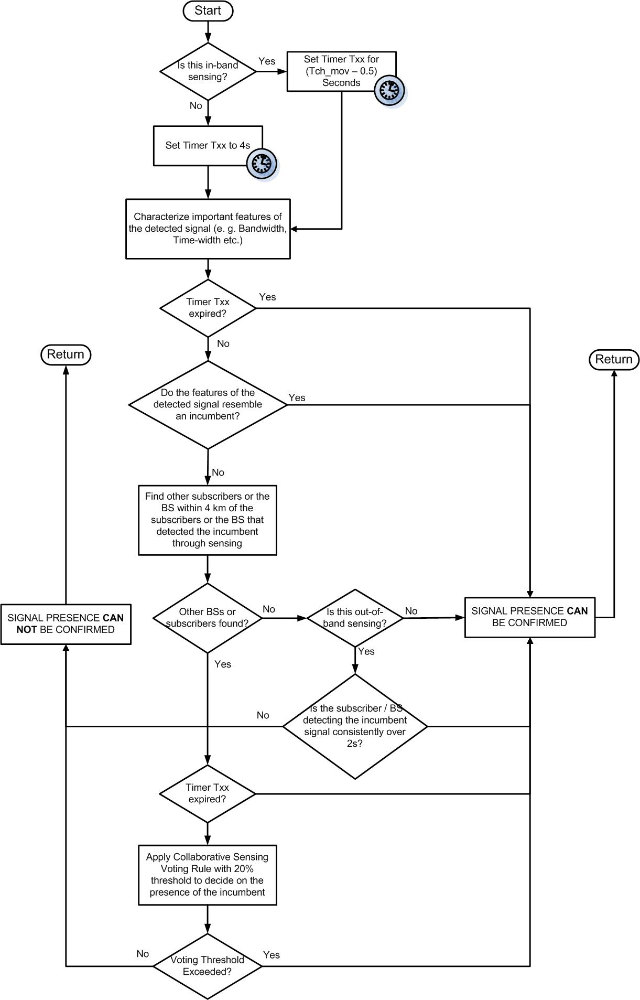 Start
Is this in-band
sensing?
Yes
Set Timer Txx for
(Tch_mov – 0.5)
Seconds
No
Set Timer Txx to 4s
Characterize important features of
the detected signal (e. g. Bandwidth,
Time-width etc.)
Timer Txx
expired?
Yes
No
Return
Return
Do the features of the
detected signal resemble
an incumbent?
Yes
No
Find other subscribers or the
BS within 4 km of the
subscribers or the BS that
detected the incumbent
through sensing
Other BSs or
subscribers found?
No
Is this out-of-
band sensing?
No
SIGNAL PRESENCE CAN
BE CONFIRMED
SIGNAL PRESENCE CAN
NOT BE CONFIRMED
Yes
Yes
Is the subscriber / BS
detecting the incumbent
signal consistently over
2s?
No
Timer Txx
expired?
Apply Collaborative Sensing
Voting Rule with 20%
threshold to decide on the
presence of the incumbent
No
Voting Threshold
Exceeded?
Yes